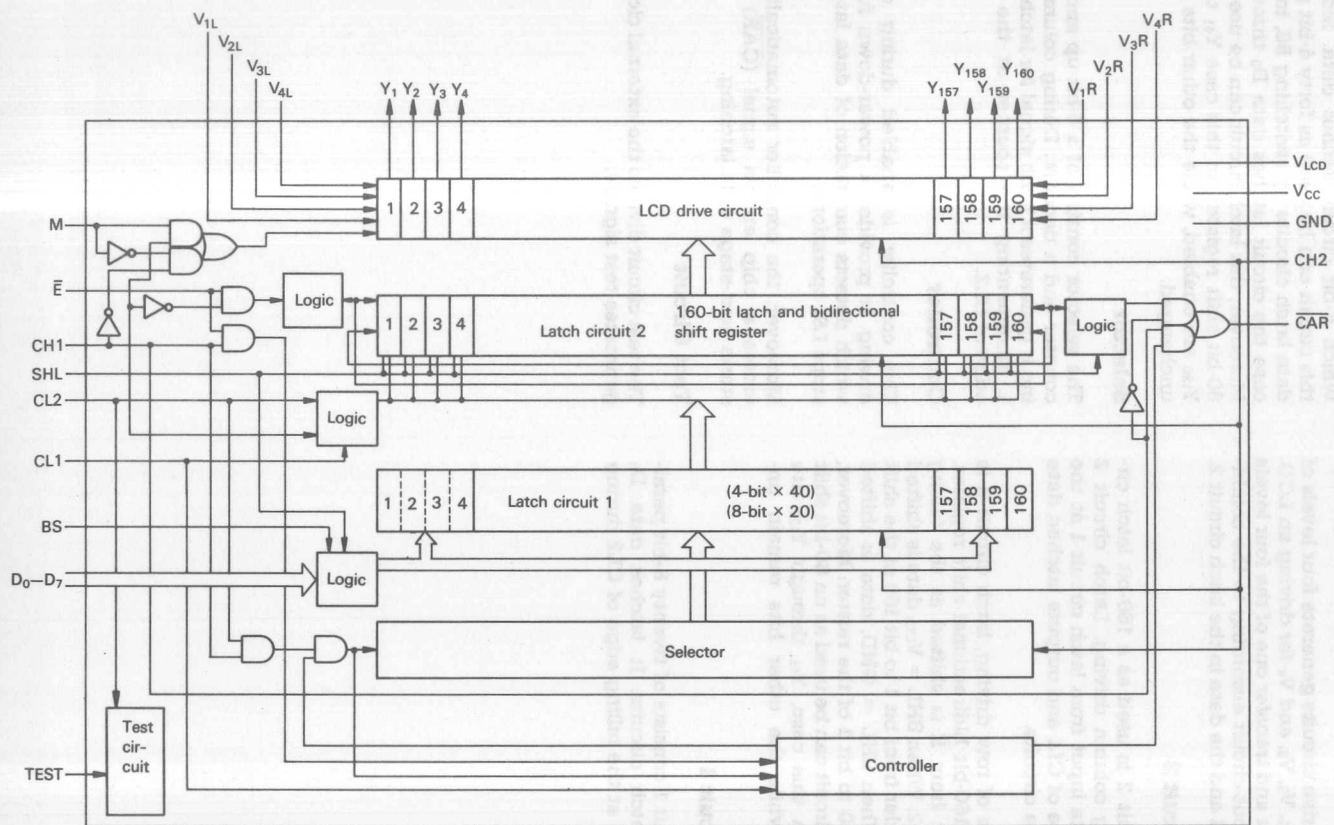 V1L
V2L
V3L
V4L
Y1 Y2 Y3 Y4
Y157
Y158
Y159
Y160
V1R
V2R
V3R
V4R
VLCD
VCC
GND
CH2
CAR
M
Ē
CH1
SHL
CL2
CL1
BS
D0—D7
TEST
1 2 3 4
LCD drive circuit
157 158 159 160
Logic
1 2 3 4
Latch circuit 2
160-bit latch and bidirectional
shift register
157 158 159 160
Logic
Logic
1 2 3 4
Latch circuit 1
(4-bit × 40)
(8-bit × 20)
157 158 159 160
Logic
Selector
Test
cir-
cuit
Controller